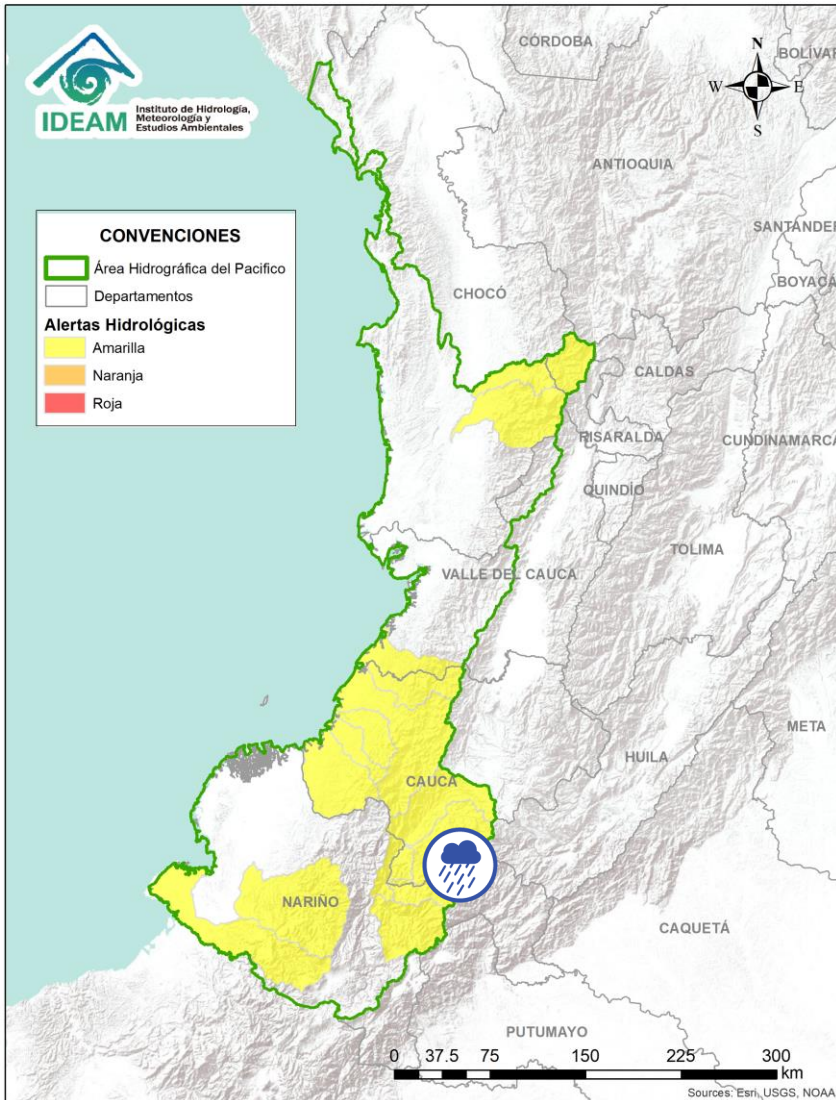 IDEAM
Instituto de Hidrología,
Meteorología y
Estudios Ambientales
CÓRDOBA
BOLÍVAR
N
W
E
S
ANTIOQUIA
SANTANDER
BOYACÁ
CONVENCIONES
Área Hidrográfica del Pacifico
Departamentos
Alertas Hidrológicas
Amarilla
Naranja
Roja
CHOCÓ
CALDAS
RISARALDA
CUNDINAMARCA
QUINDÍO
TOLIMA
VALLE DEL CAUCA
META
HUILA
CAUCA
NARIÑO
CAQUETÁ
PUTUMAYO
0 37.5 75 150 225 300
km
Sources: Esri, USGS, NOAA